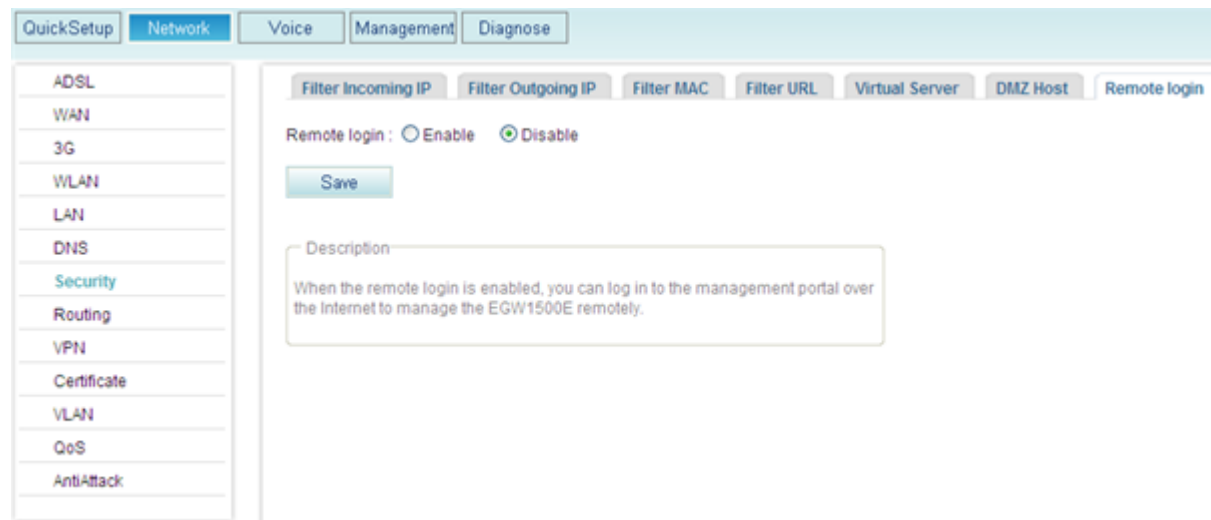 QuickSetup Network Voice Management Diagnose
ADSL
WAN
3G
WLAN
LAN
DNS
Security
Routing
VPN
Certificate
VLAN
QoS
AntiAttack
Filter Incoming IP Filter Outgoing IP Filter MAC Filter URL Virtual Server DMZ Host Remote login
Remote login : Enable Disable
Save
Description
When the remote login is enabled, you can log in to the management portal over
the Internet to manage the EGW1500E remotely.